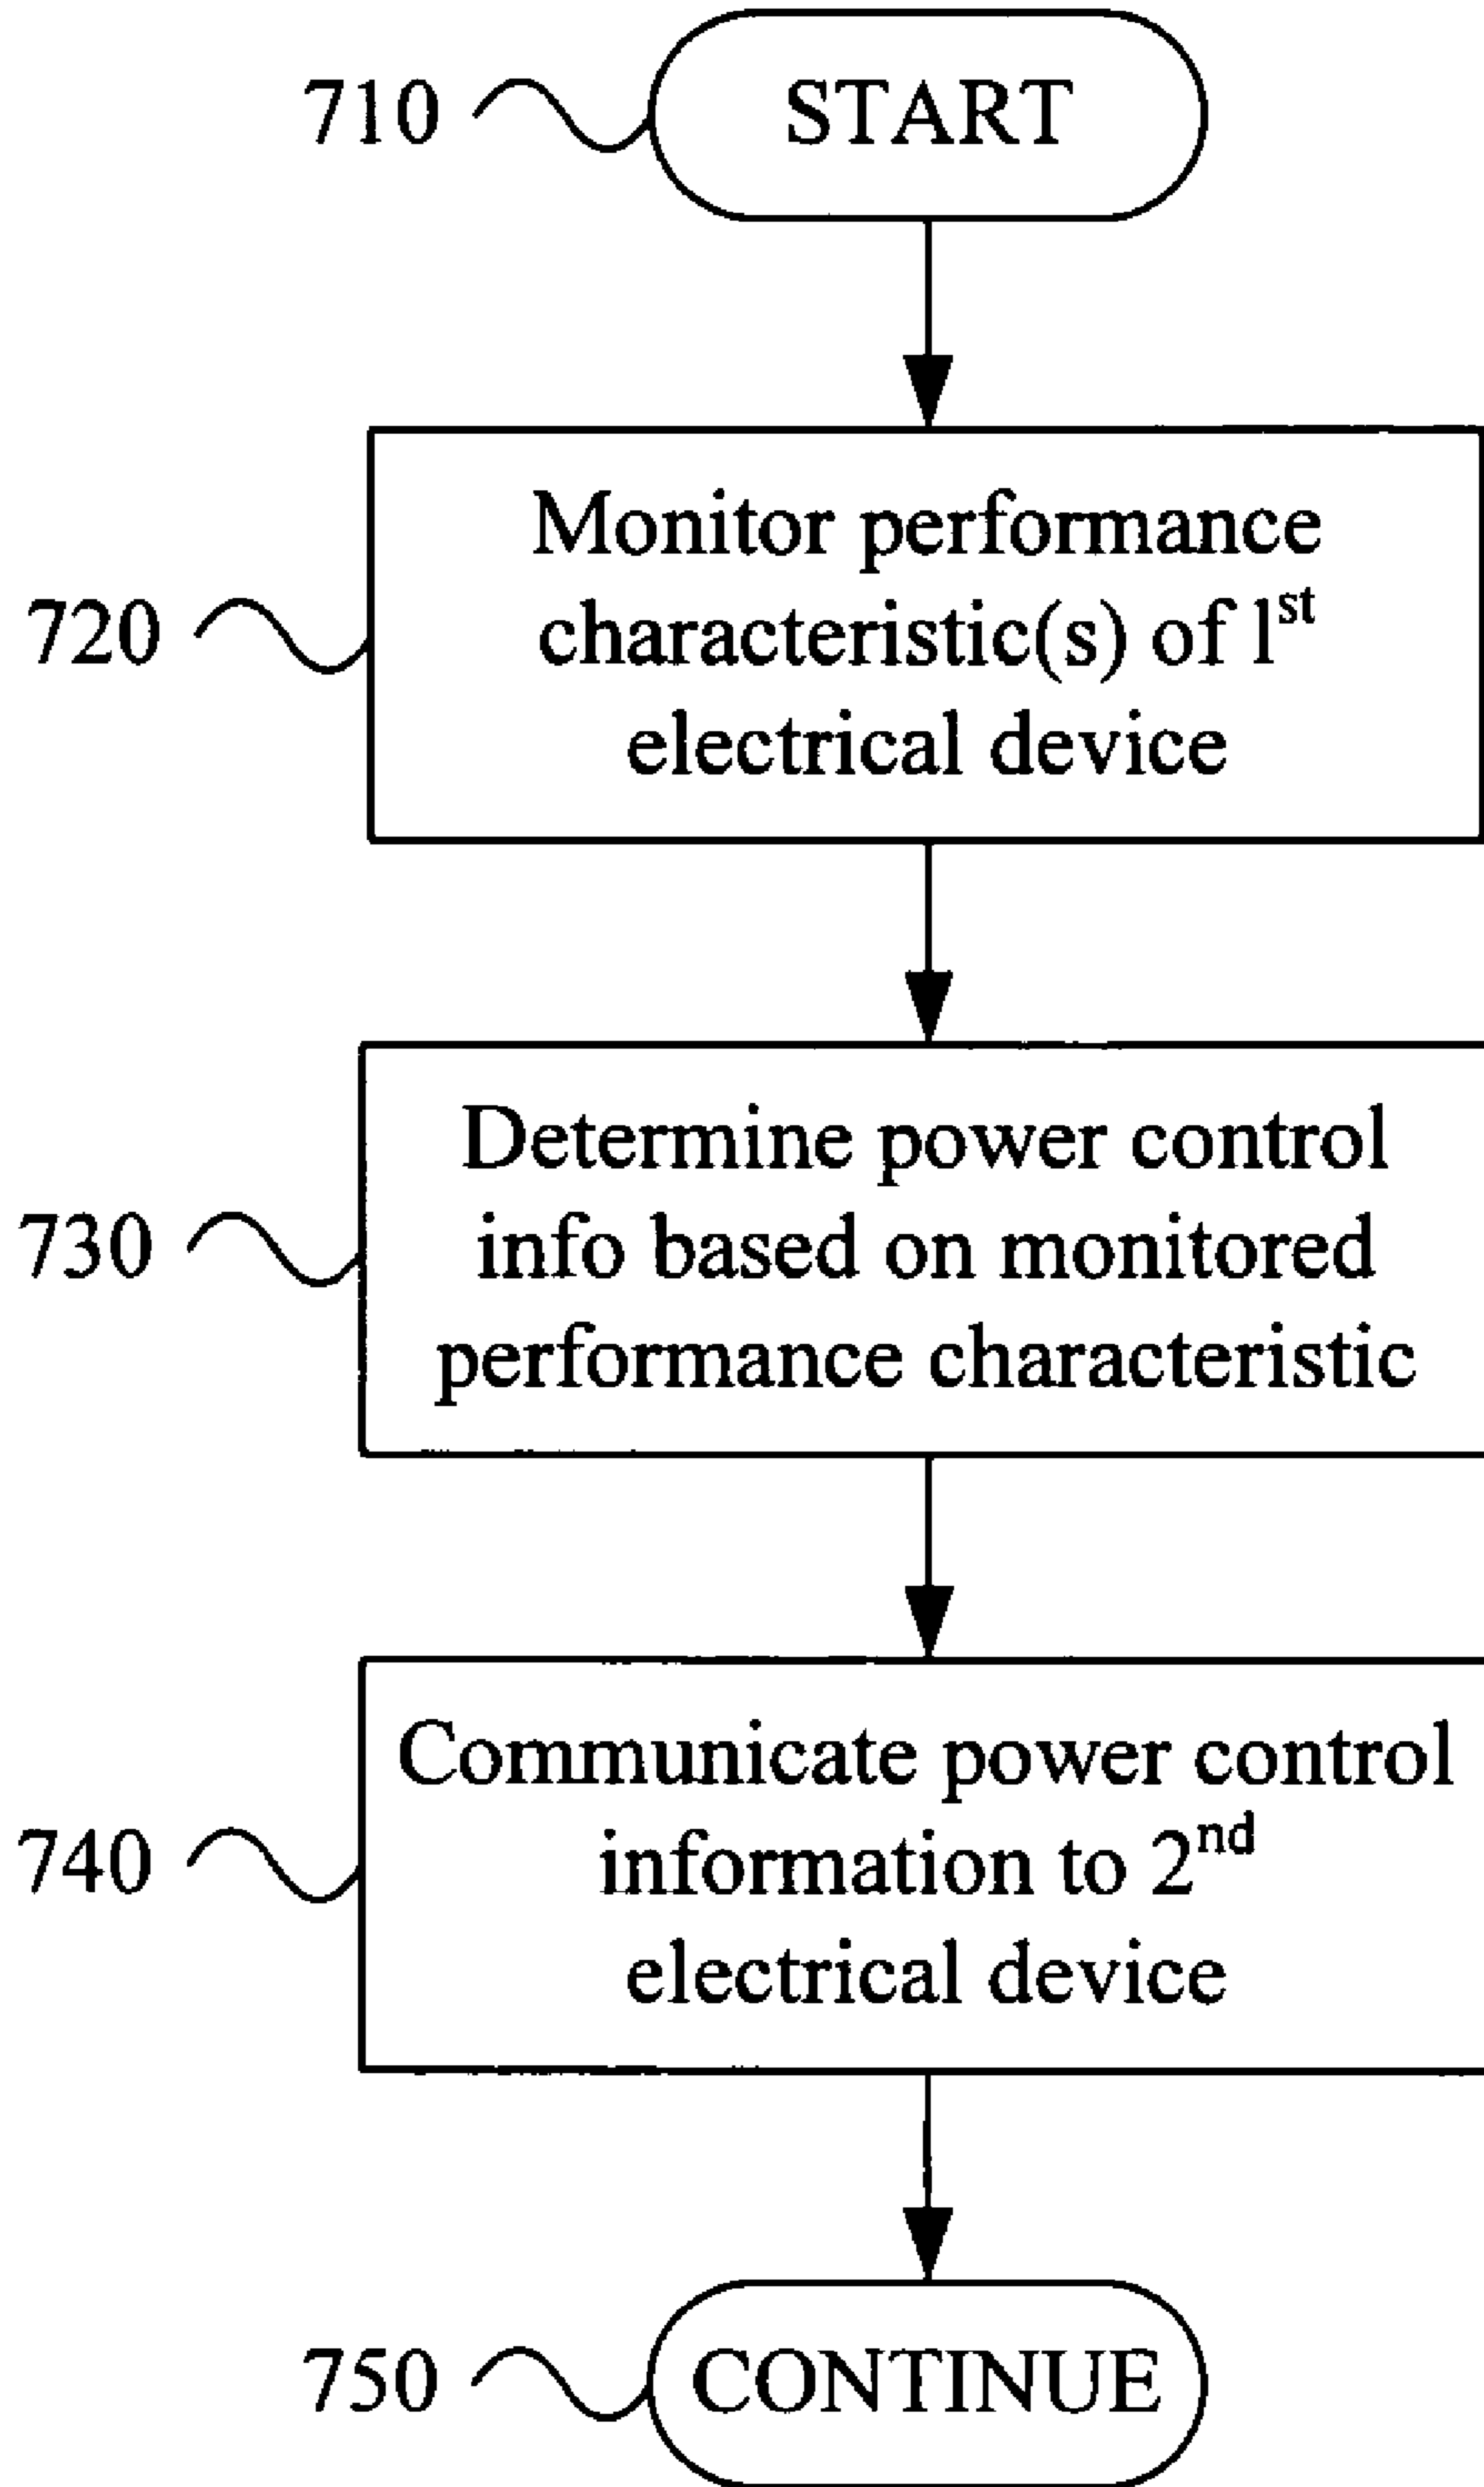 710 START
Monitor performance
720 characteristic(s) of 1st
electrical device
Determine power control
730 info based on monitored
performance characteristic
Communicate power control
740 information to 2nd
electrical device
750 CONTINUE